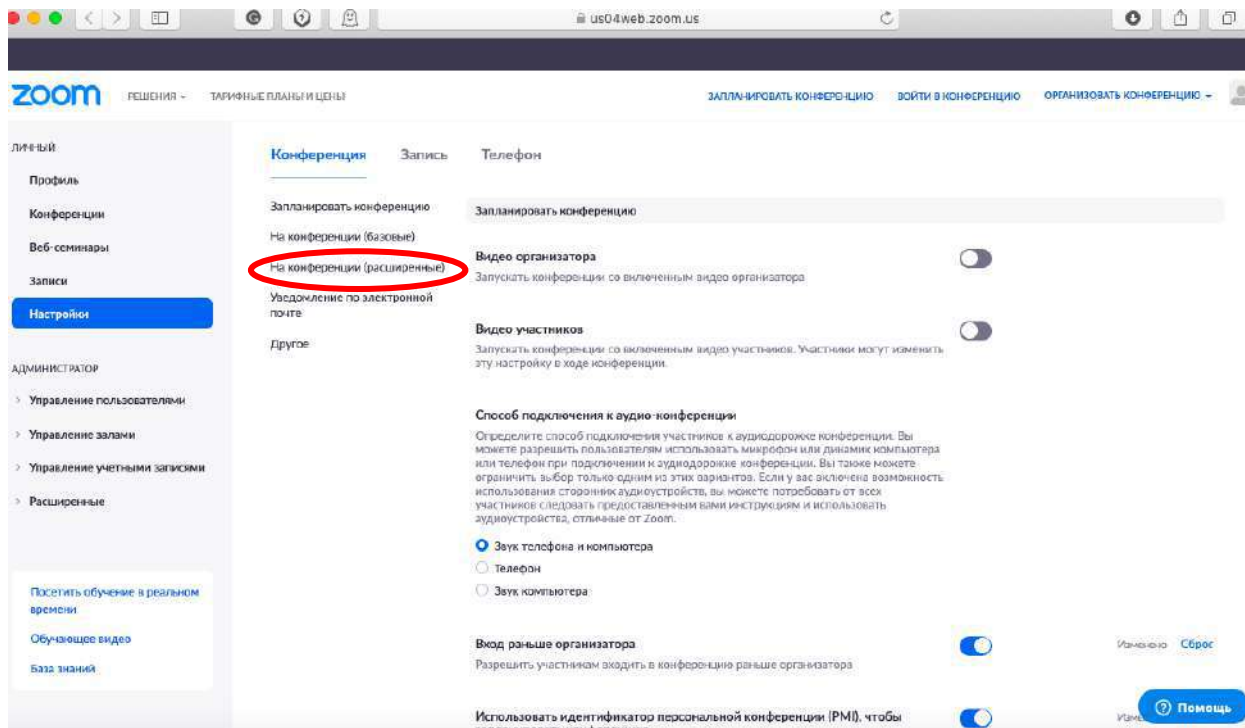 us04web.zoom.us
zoom
РЕШЕНИЯ
ТАРИФНЫЕ ПЛАНЫ И ЦЕНЫ
ЗАПЛАНИРОВАТЬ КОНФЕРЕНЦИЮ
ВОЙТИ В КОНФЕРЕНЦИЮ
ОРГАНИЗОВАТЬ КОНФЕРЕНЦИЮ
ЛИЧНЫЙ
Профиль
Конференции
Веб-семинары
Записи
Настройки
АДМИНИСТРАТОР
Управление пользователями
Управление залами
Управление учетными записями
Расширенные
Посетить обучение в реальном
времени
Обучающее видео
База знаний
Конференция
Запись
Телефон
Запланировать конференцию
На конференции (базовые)
На конференции (расширенные)
Уведомление по электронной
почте
Другое
Запланировать конференцию
Видео организатора
Запускать конференции со включенным видео организатора
Видео участников
Запускать конференции со включенным видео участников. Участники могут изменить
эту настройку в ходе конференции.
Способ подключения к аудио-конференции
Определите способ подключения участников к аудиодорожке конференции. Вы
можете разрешить пользователям использовать микрофон или динамик компьютера
или телефон при подключении к аудиодорожке конференции. Вы также можете
ограничить выбор только одним из этих вариантов. Если у вас включена возможность
использования сторонних аудиоустройств, вы можете потребовать от всех
участников следовать предоставленным вами инструкциям и использовать
аудиоустройства, отличные от Zoom.
Звук телефона и компьютера
Телефон
Звук компьютера
Вход раньше организатора
Изменено Сброс
Разрешить участникам входить в конференцию раньше организатора
Использовать идентификатор персональной конференции (PMI), чтобы
Помощь